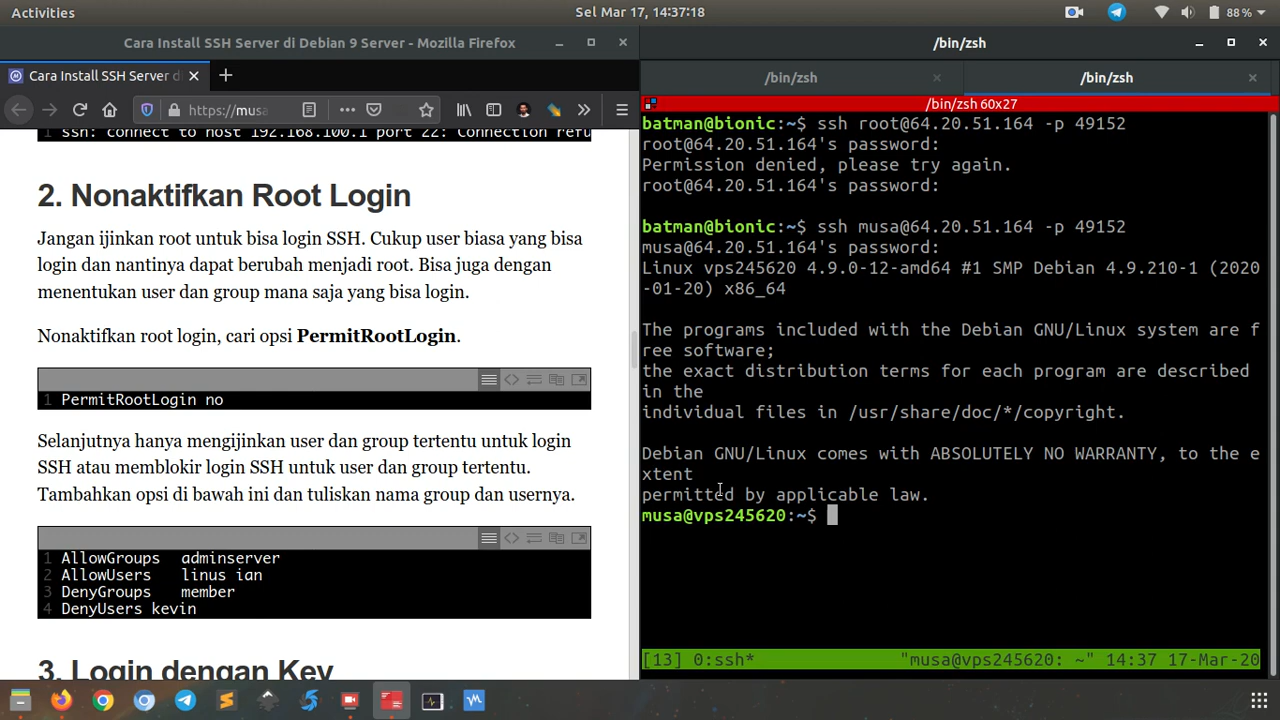 Activities
Sel Mar 17, 14:37:18
88 %
Cara Install SSH Server di Debian 9 Server - Mozilla Firefox
Cara Install SSH Server d
https://musa
1 ssh: connect to host 192.168.100.1 port 22: Connection refu
2. Nonaktifkan Root Login
Jangan ijinkan root untuk bisa login SSH. Cukup user biasa yang bisa
login dan nantinya dapat berubah menjadi root. Bisa juga dengan
menentukan user dan group mana saja yang bisa login.
Nonaktifkan root login, cari opsi PermitRootLogin.
1 PermitRootLogin no
Selanjutnya hanya mengijinkan user dan group tertentu untuk login
SSH atau memblokir login SSH untuk user dan group tertentu.
Tambahkan opsi di bawah ini dan tuliskan nama group dan usernya.
1 AllowGroups adminserver
2 AllowUsers linus ian
3 DenyGroups member
4 DenyUsers kevin
3. Login dengan Key
/bin/zsh
/bin/zsh
/bin/zsh
/bin/zsh 60x27
batman@bionic:~$ ssh root@64.20.51.164 -p 49152
root@64.20.51.164's password:
Permission denied, please try again.
root@64.20.51.164's password:
batman@bionic:~$ ssh musa@64.20.51.164 -p 49152
musa@64.20.51.164's password:
Linux vps245620 4.9.0-12-amd64 #1 SMP Debian 4.9.210-1 (2020
-01-20) x86_64
The programs included with the Debian GNU/Linux system are f
ree software;
the exact distribution terms for each program are described
in the
individual files in /usr/share/doc/*/copyright.
Debian GNU/Linux comes with ABSOLUTELY NO WARRANTY, to the e
xtent
permitted by applicable law.
musa@vps245620:~$
[13] 0:ssh*
"musa@vps245620: ~" 14:37 17-Mar-20